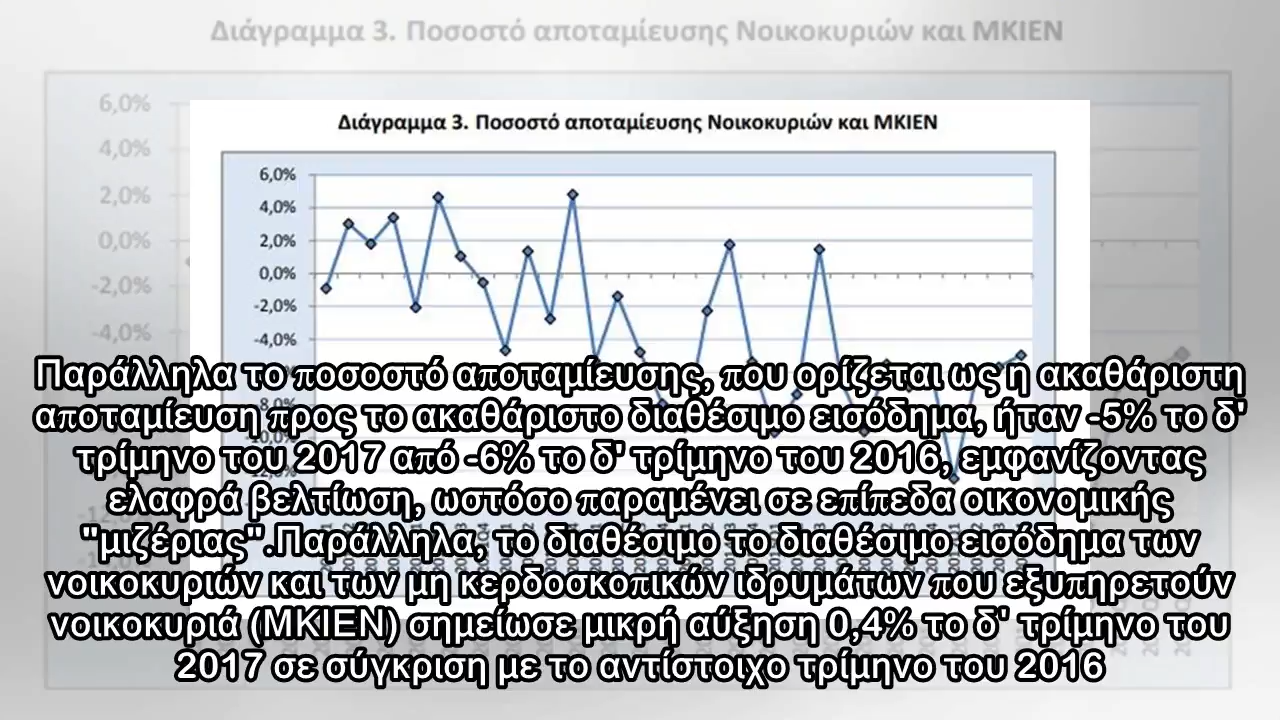 Διάγραμμα 3. Ποσοστό αποταμίευσης Νοικοκυριών και ΜΚΙΕΝ
6,0%
4,0%
2,0%
0,0%
-2,0%
-4,0%
Διάγραμμα 3. Ποσοστό αποταμίευσης Νοικοκυριών και ΜΚΙΕΝ
6,0%
4,0%
2,0%
0,0%
-2,0%
-4,0%
Παράλληλα το ποσοστό αποταμίευσης, που ορίζεται ως ή ακαθάριστη
αποταμίευση προς το ακαθάριστο διαθέσιμο εισόδημα, ήταν -5% το δ'
τρίμηνο του 2017 από -6% το δ' τρίμηνο του 2016, εμφανίζοντας
ελαφρά βελτίωση, ωστόσο παραμένει σε επίπεδα οικονομικής
"μιζέριας".Παράλληλα, το διαθέσιμο το διαθέσιμο εισόδημα των
νοικοκυριών και των μη κερδοσκοπικών ιδρυμάτων που εξυπηρετούν
νοικοκυριά (ΜΚΙΕΝ) σημείωσε μικρή αύξηση 0,4% το δ' τρίμηνο του
2017 σε σύγκριση με το αντίστοιχο τρίμηνο του 2016